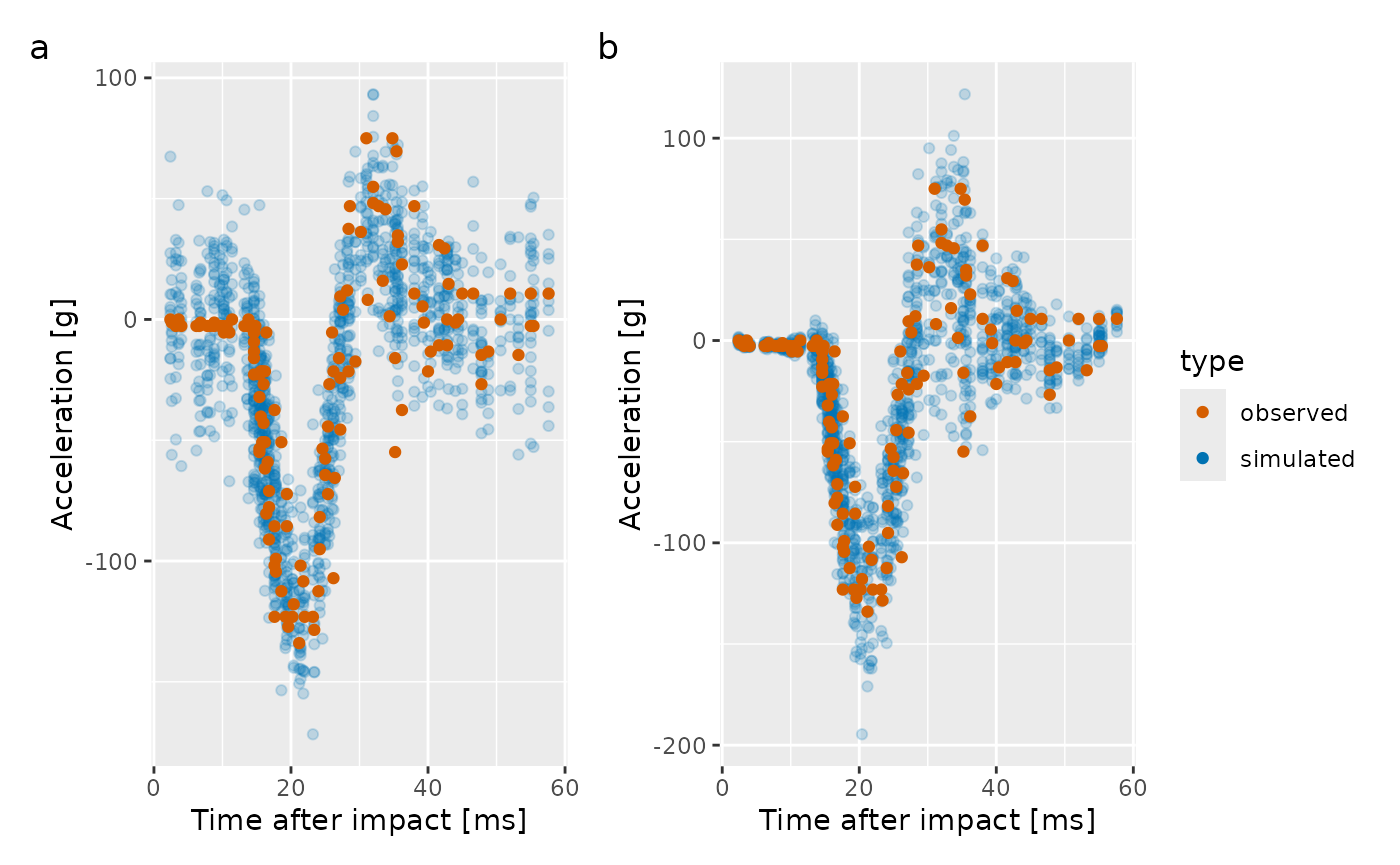 a
b
100
0
-100
0
20
40
60
Time after impact [ms]
Acceleration [g]
100
0
-100
-200
0
20
40
60
Time after impact [ms]
Acceleration [g]
type
observed
simulated